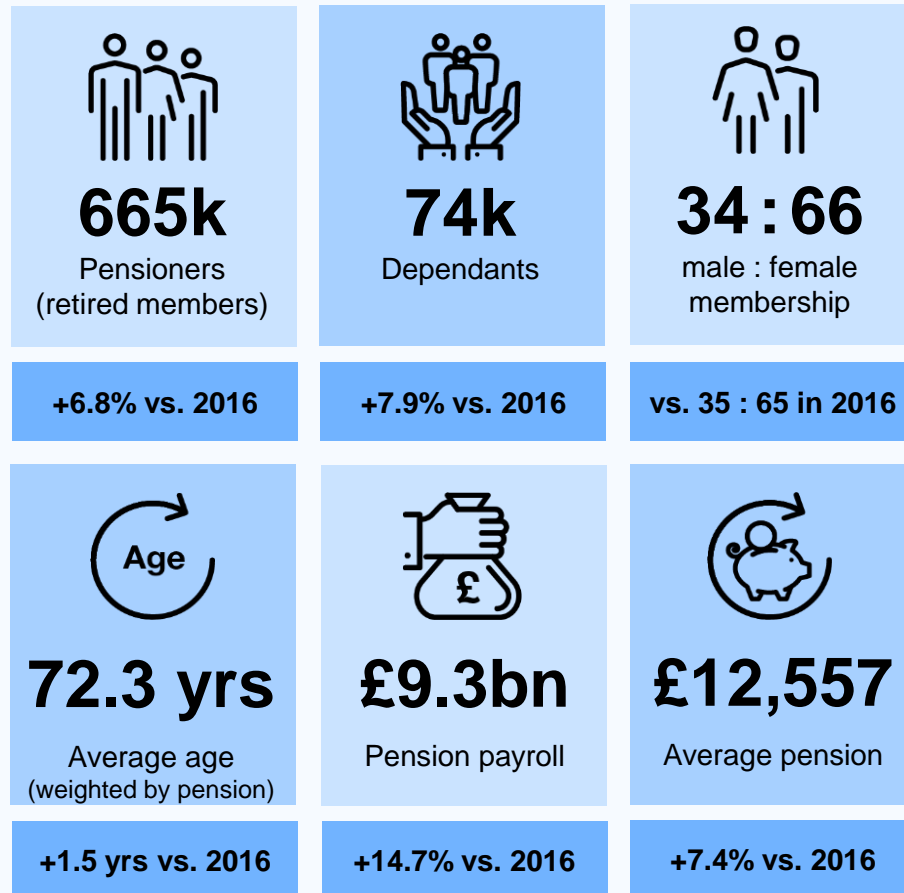 665k
Pensioners
(retired members)
+6.8% vs. 2016
74k
Dependants
+7.9% vs. 2016
34 : 66
male : female
membership
vs. 35 : 65 in 2016
Age
72.3 yrs
Average age
(weighted by pension)
+1.5 yrs vs. 2016
£
£9.3bn
Pension payroll
+14.7% vs. 2016
£12,557
Average pension
+7.4% vs. 2016